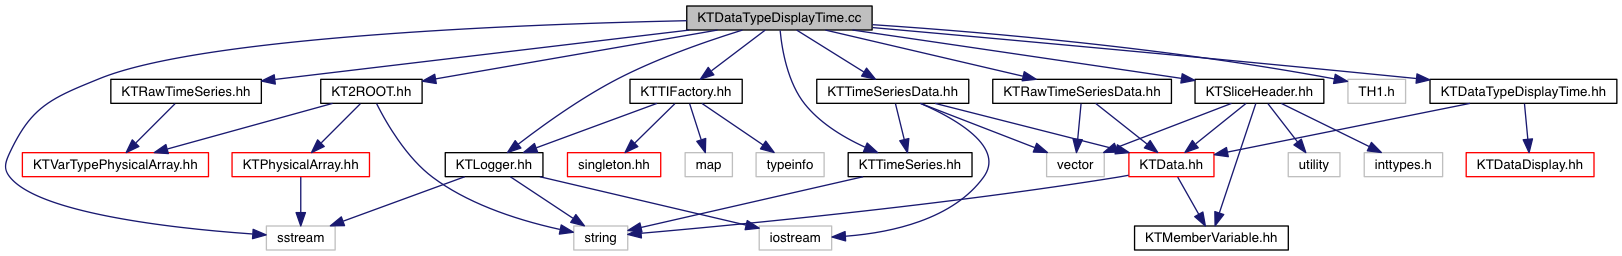 KTDataTypeDisplayTime.cc
KTRawTimeSeries.hh
KT2ROOT.hh
KTTIFactory.hh
KTTimeSeriesData.hh
KTRawTimeSeriesData.hh
KTSliceHeader.hh
TH1.h
KTDataTypeDisplayTime.hh
KTVarTypePhysicalArray.hh
KTPhysicalArray.hh
KTLogger.hh
singleton.hh
map
typeinfo
KTTimeSeries.hh
vector
KTData.hh
utility
inttypes.h
KTDataDisplay.hh
sstream
string
iostream
KTMemberVariable.hh